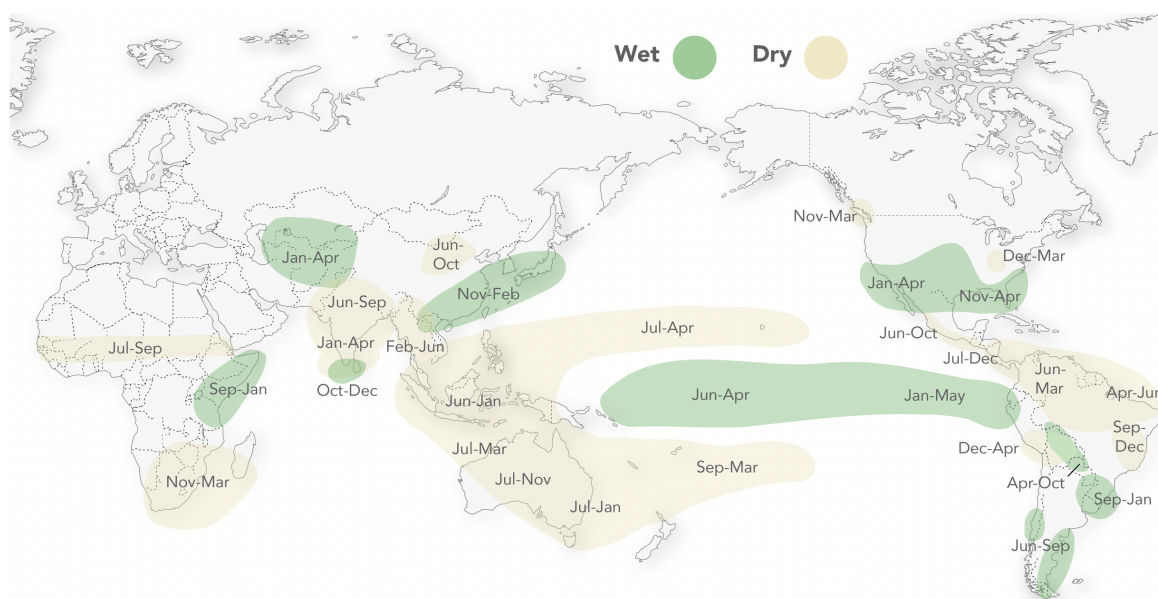 Wet
Dry
Nov-Mar
Jan-Apr
Jun-
Oct
Dec-Mar
Jan-Apr
Nov-Feb
Nov-Apr
Jun-Sep
Jul-Apr
Jun-Oct
Jul-Sep
Jan-Apr
Feb-Jun
Jul-Dec
Jun-
Mar
Oct-Dec
Sep-Jan
Jun-Jan
Jun-Apr
Jan-May
Apr-Jun
Sep-
Dec
Jul-Mar
Dec-Apr
Sep-Mar
Nov-Mar
Jul-Nov
Apr-Oct
Sep-Jan
Jul-Jan
Jun-Sep